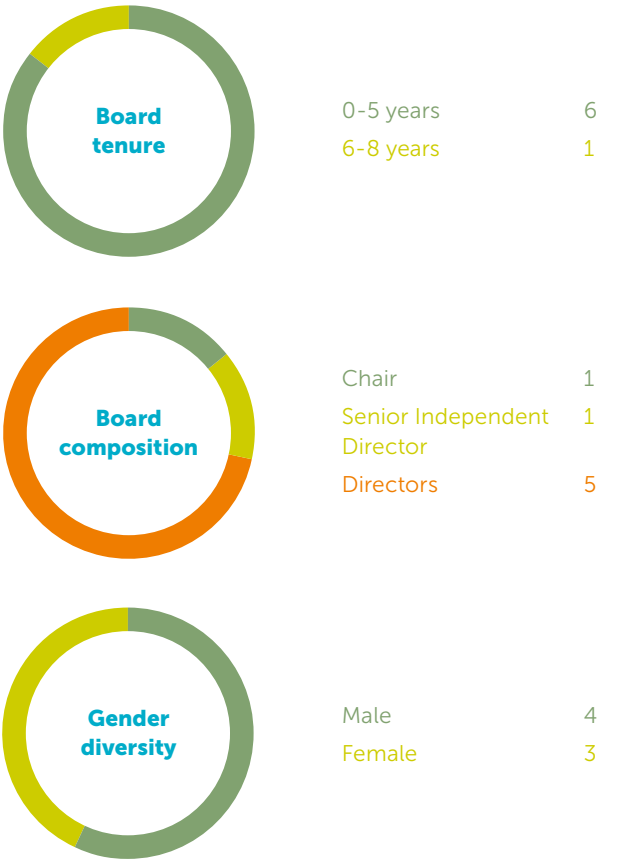 Board
tenure
0-5 years 6
6-8 years 1
Board
composition
Chair 1
Senior Independent 1
Director
Directors 5
Gender
diversity
Male 4
Female 3